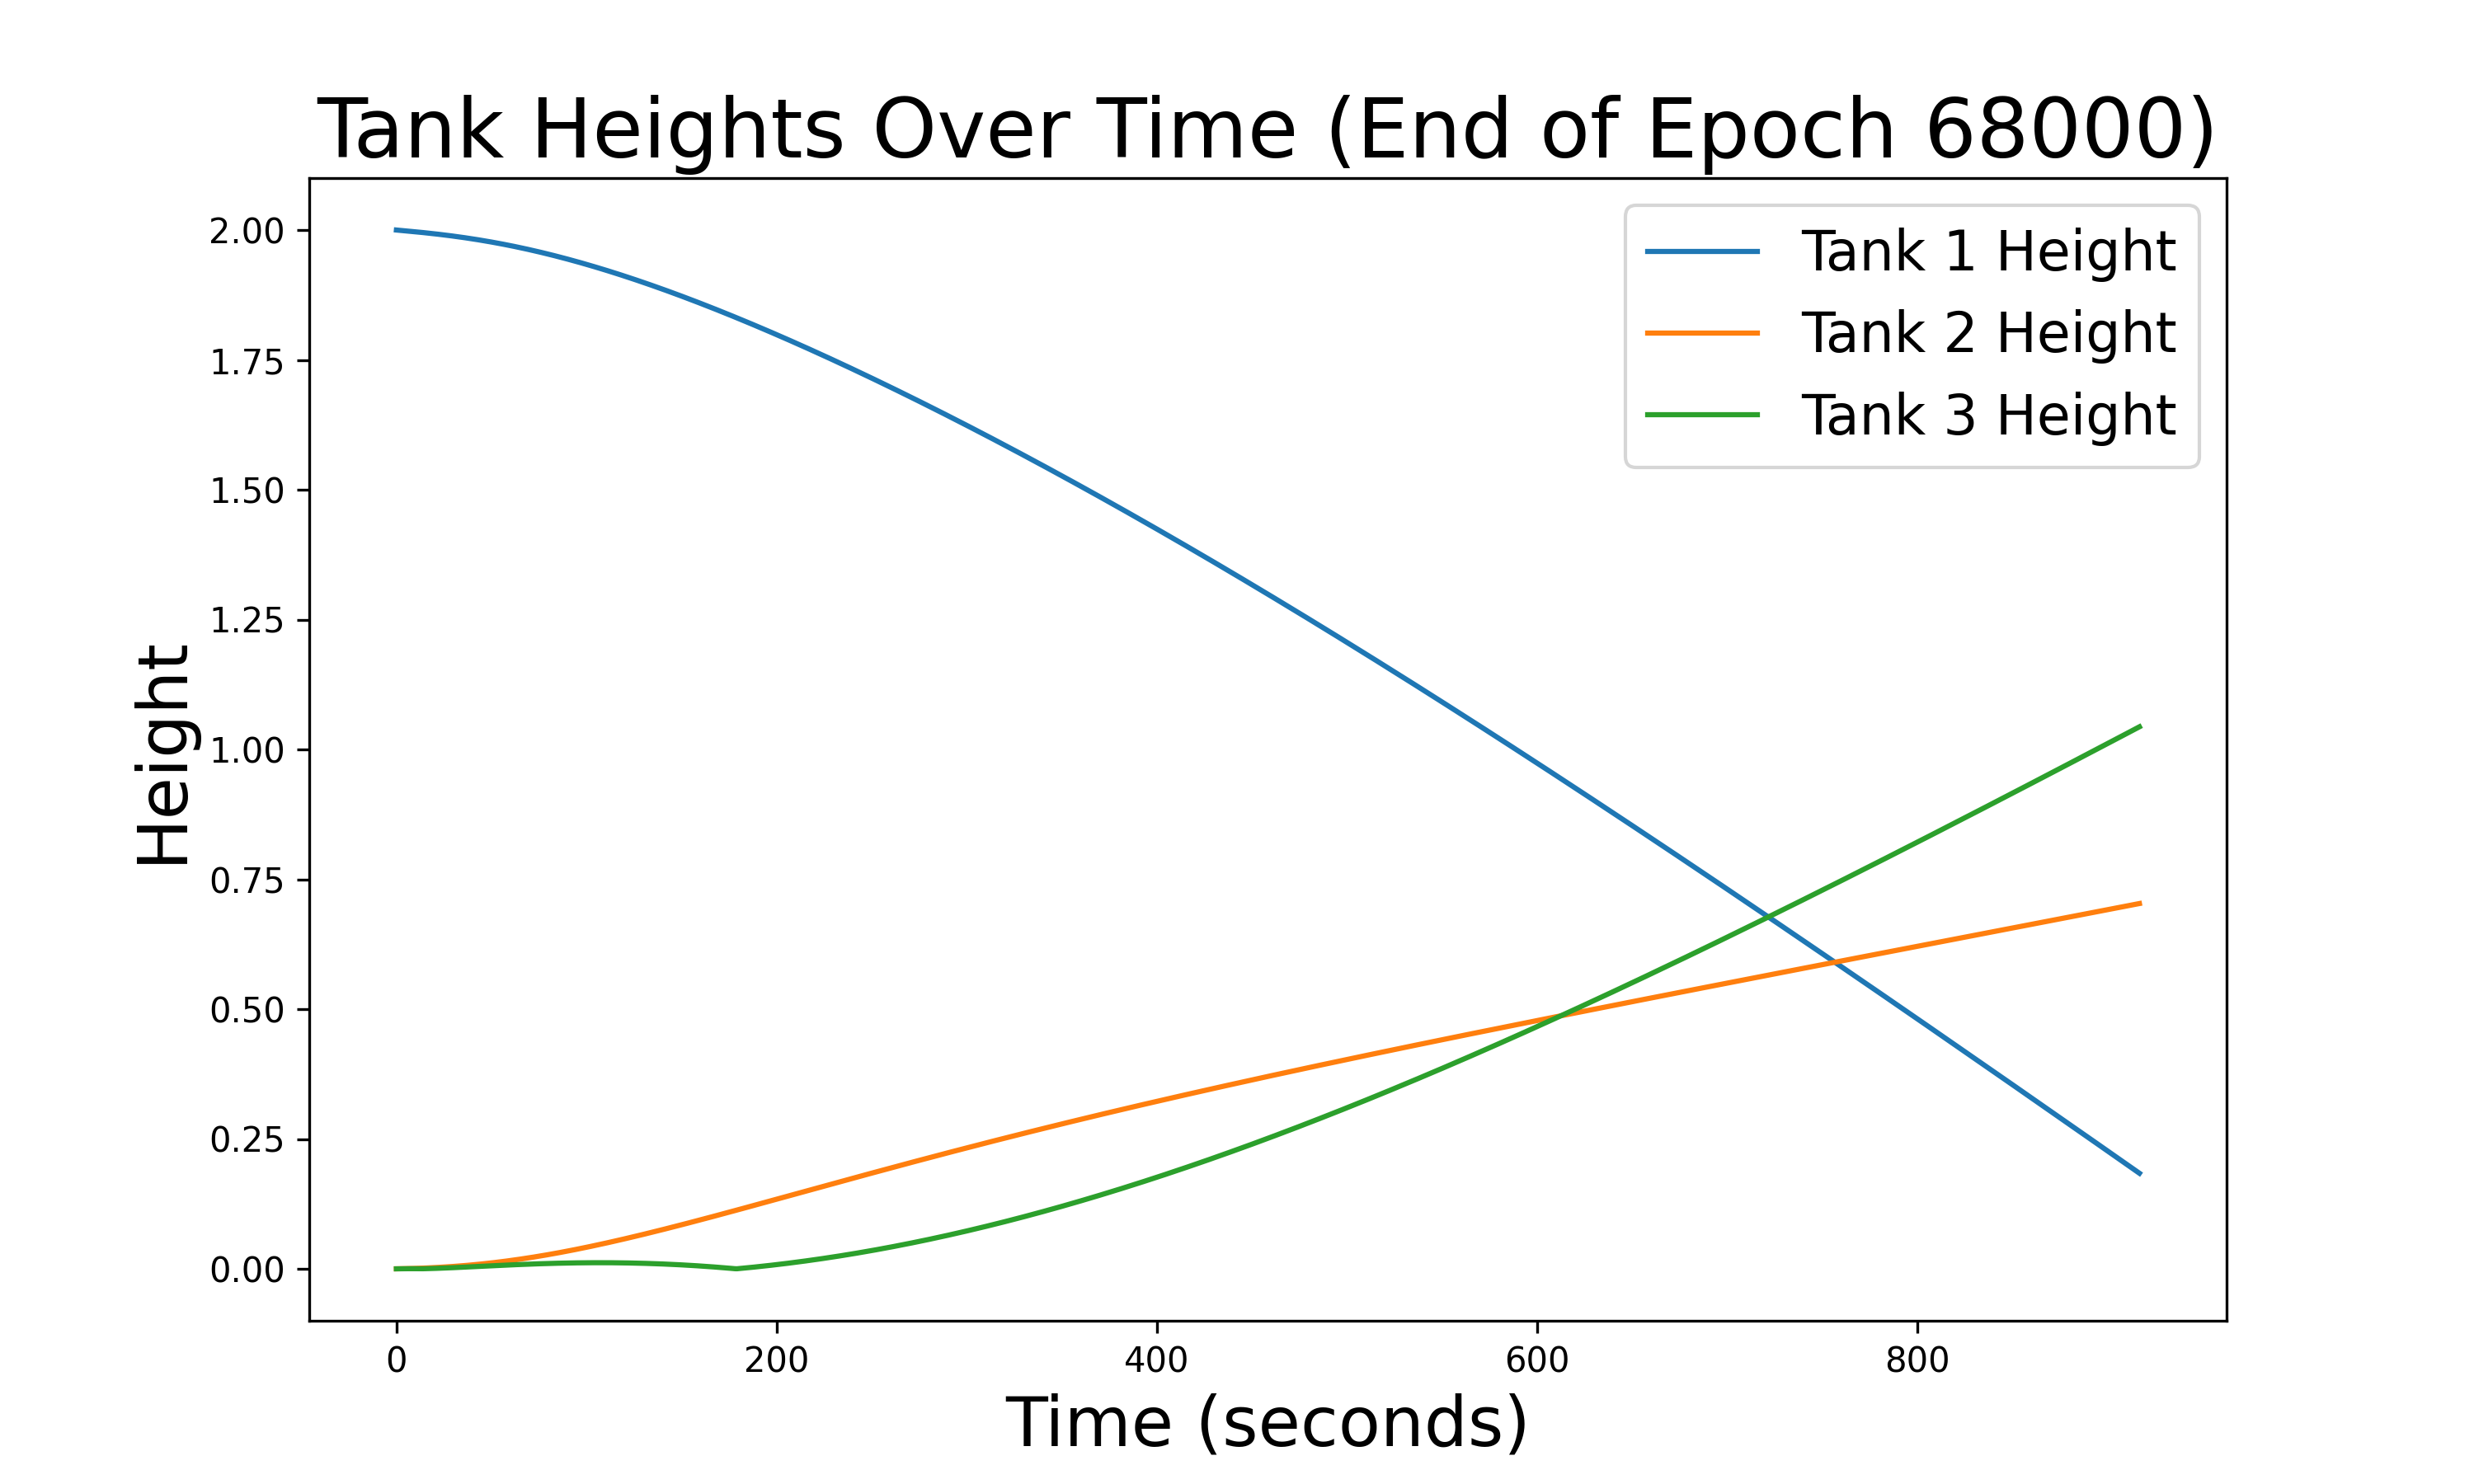 Tank Heights Over Time (End of Epoch 68000)
Tank 1 Height
Tank 2 Height
Tank 3 Height
Height
2.00
1.75
1.50
1.25
1.00
0.75
0.50
0.25
0.00
0 200 400 600 800
Time (seconds)